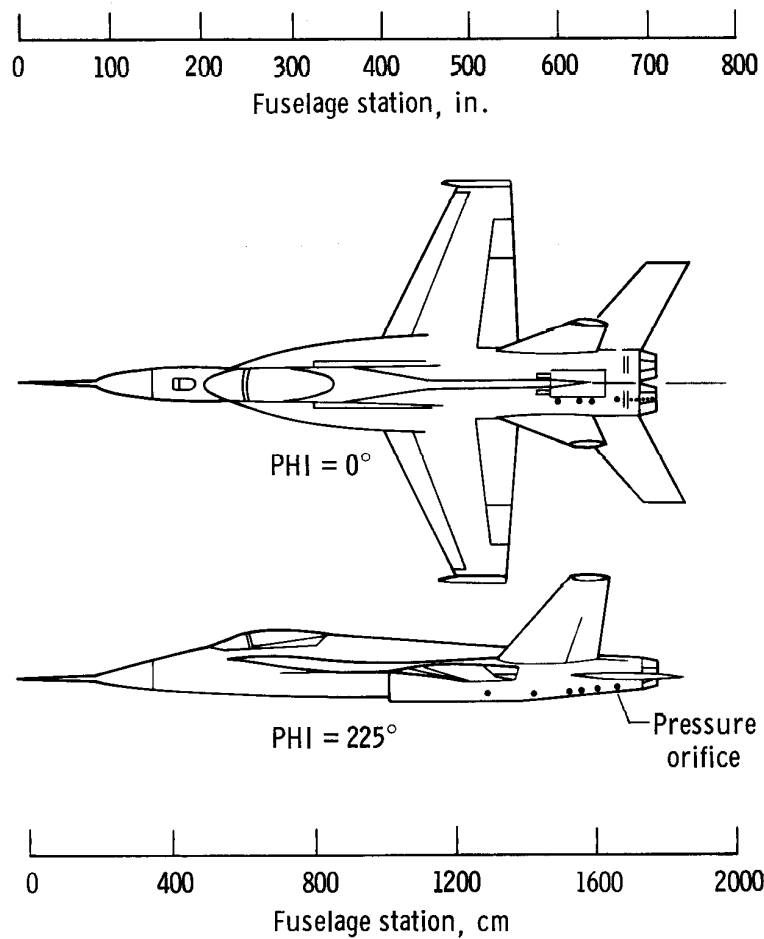 0 100 200 300 400 500 600 700 800
Fuselage station, in.
PHI = 0°
PHI = 225°
Pressure
orifice
0 400 800 1200 1600 2000
Fuselage station, cm